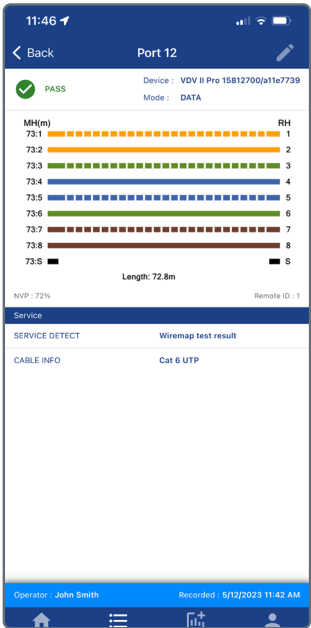 11:46
Back
Port 12
PASS
Device : VDV II Pro 15812700/a11e7739
Mode : DATA
MH(m) RH
73:1 1
73:2 2
73:3 3
73:4 4
73:5 5
73:6 6
73:7 7
73:8 8
73:S S
Length: 72.8m
NVP : 72% Remote ID : 1
Service
SERVICE DETECT Wiremap test result
CABLE INFO Cat 6 UTP
Operator : John Smith Recorded : 5/12/2023 11:42 AM